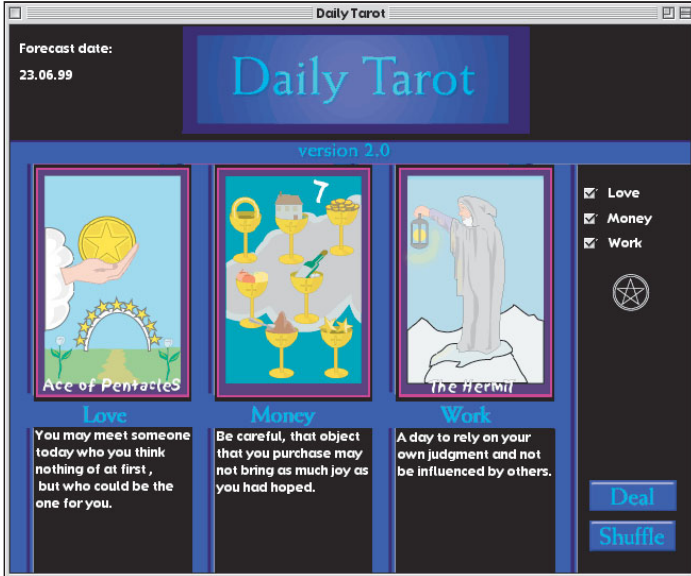 Daily Tarot
Forecast date:
23.06.99
Daily Tarot
version 2.0
7
Ace of Pentacles
The Hermit
Love
Money
Work
Love
You may meet someone
today who you think
nothing of at first ,
but who could be the
one for you.
Money
Be careful, that object
that you purchase may
not bring as much joy as
you had hoped.
Work
A day to rely on your
own judgment and not
be influenced by others.
Deal
Shuffle